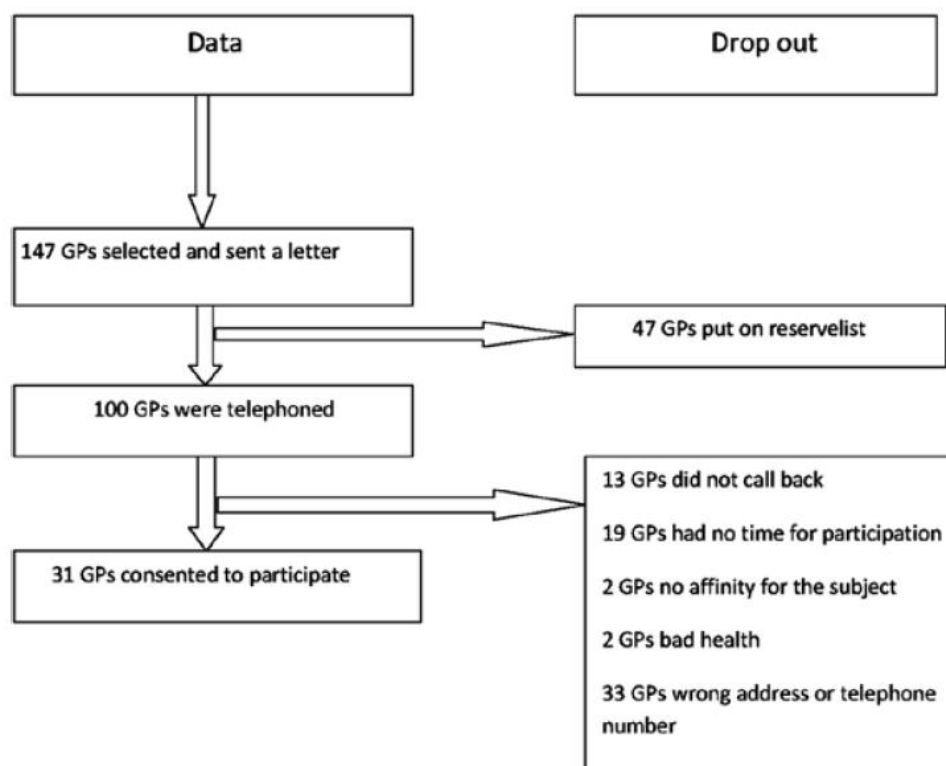 Data
Drop out
147 GPs selected and sent a letter
47 GPs put on reservelist
100 GPs were telephoned
13 GPs did not call back
19 GPs had no time for participation
31 GPs consented to participate
2 GPs no affinity for the subject
2 GPs bad health
33 GPs wrong address or telephone
number